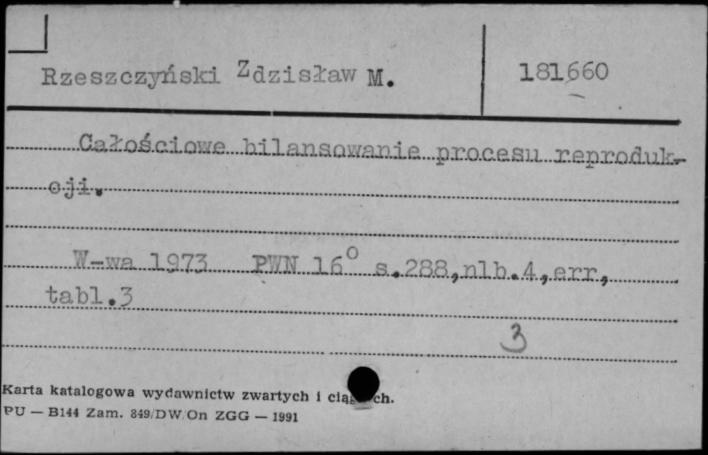 Rzeszczyński Zdzisław M.
181660
Całościowe bilansowanie procesu reproduk-
cji.
W-wa 1973 PWN 16° s.288,nlb.4,err,
tabl.3
3
Karta katalogowa wydawnictw zwartych i ciągłych.
PU — B144 Zam. 849/DW/On ZGG — 1991